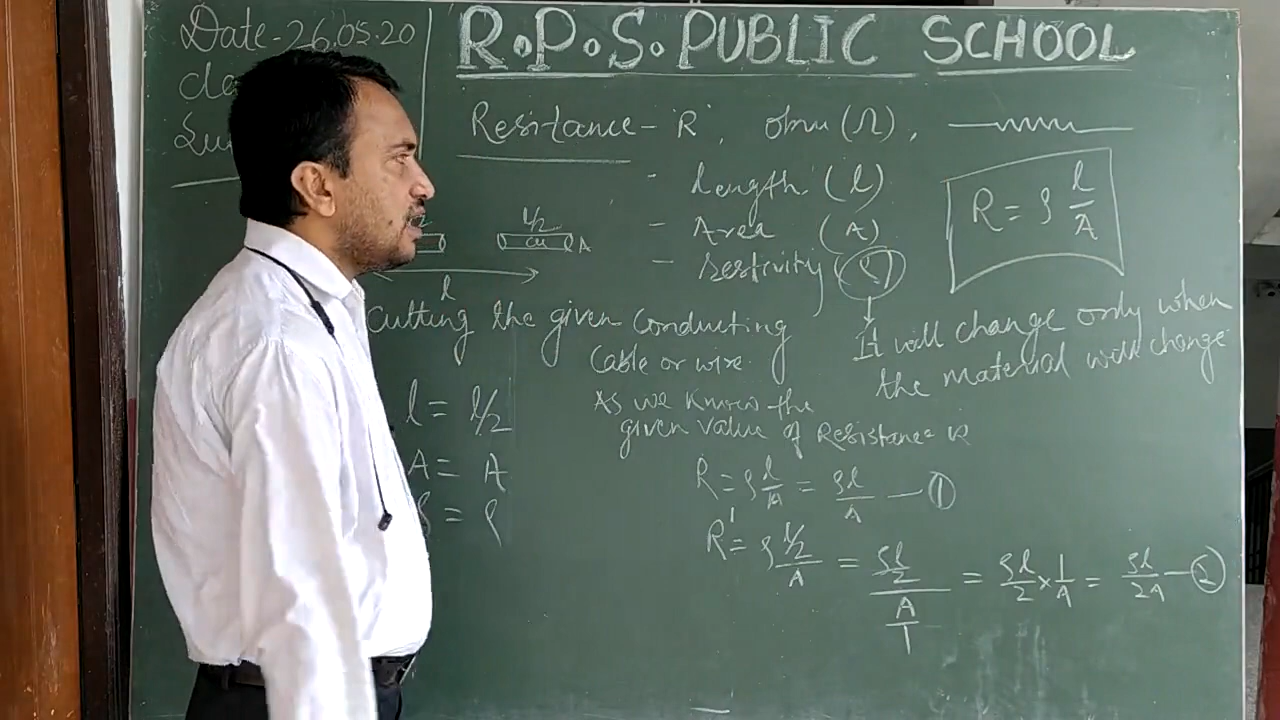 Date-26.05.20
R.P.S. PUBLIC SCHOOL
Resistance - R, ohm (Ω),
- Length (l)
- Area (A)
- (ρ)
R = ρ l/A
l/2
Cu A
l
It will change only when
the material will change
Cutting the given Conducting
Cable or wire.
l = l/2
A = A
ρ = ρ
As we known the
given value of Resistance is
R = ρ l/A = ρl/A — ①
R' = ρ l/2/A = ρl/2/A/1 = ρl/2 × 1/A = ρl/2A — ②